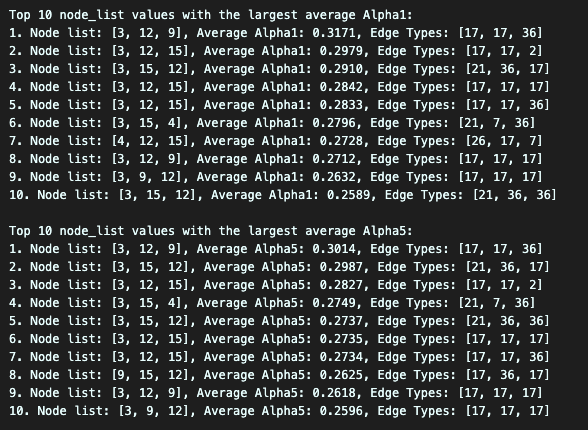 Top 10 node_list values with the largest average Alpha1:
1. Node list: [3, 12, 9], Average Alpha1: 0.3171, Edge Types: [17, 17, 36]
2. Node list: [3, 12, 15], Average Alpha1: 0.2979, Edge Types: [17, 17, 2]
3. Node list: [3, 15, 12], Average Alpha1: 0.2910, Edge Types: [21, 36, 17]
4. Node list: [3, 12, 15], Average Alpha1: 0.2842, Edge Types: [17, 17, 17]
5. Node list: [3, 12, 15], Average Alpha1: 0.2833, Edge Types: [17, 17, 36]
6. Node list: [3, 15, 4], Average Alpha1: 0.2796, Edge Types: [21, 7, 36]
7. Node list: [4, 12, 15], Average Alpha1: 0.2728, Edge Types: [26, 17, 7]
8. Node list: [3, 12, 9], Average Alpha1: 0.2712, Edge Types: [17, 17, 17]
9. Node list: [3, 9, 12], Average Alpha1: 0.2632, Edge Types: [17, 17, 17]
10. Node list: [3, 15, 12], Average Alpha1: 0.2589, Edge Types: [21, 36, 36]

Top 10 node_list values with the largest average Alpha5:
1. Node list: [3, 12, 9], Average Alpha5: 0.3014, Edge Types: [17, 17, 36]
2. Node list: [3, 15, 12], Average Alpha5: 0.2987, Edge Types: [21, 36, 17]
3. Node list: [3, 12, 15], Average Alpha5: 0.2827, Edge Types: [17, 17, 2]
4. Node list: [3, 15, 4], Average Alpha5: 0.2749, Edge Types: [21, 7, 36]
5. Node list: [3, 15, 12], Average Alpha5: 0.2737, Edge Types: [21, 36, 36]
6. Node list: [3, 12, 15], Average Alpha5: 0.2735, Edge Types: [17, 17, 17]
7. Node list: [3, 12, 15], Average Alpha5: 0.2734, Edge Types: [17, 17, 36]
8. Node list: [9, 15, 12], Average Alpha5: 0.2625, Edge Types: [17, 36, 17]
9. Node list: [3, 12, 9], Average Alpha5: 0.2618, Edge Types: [17, 17, 17]
10. Node list: [3, 9, 12], Average Alpha5: 0.2596, Edge Types: [17, 17, 17]